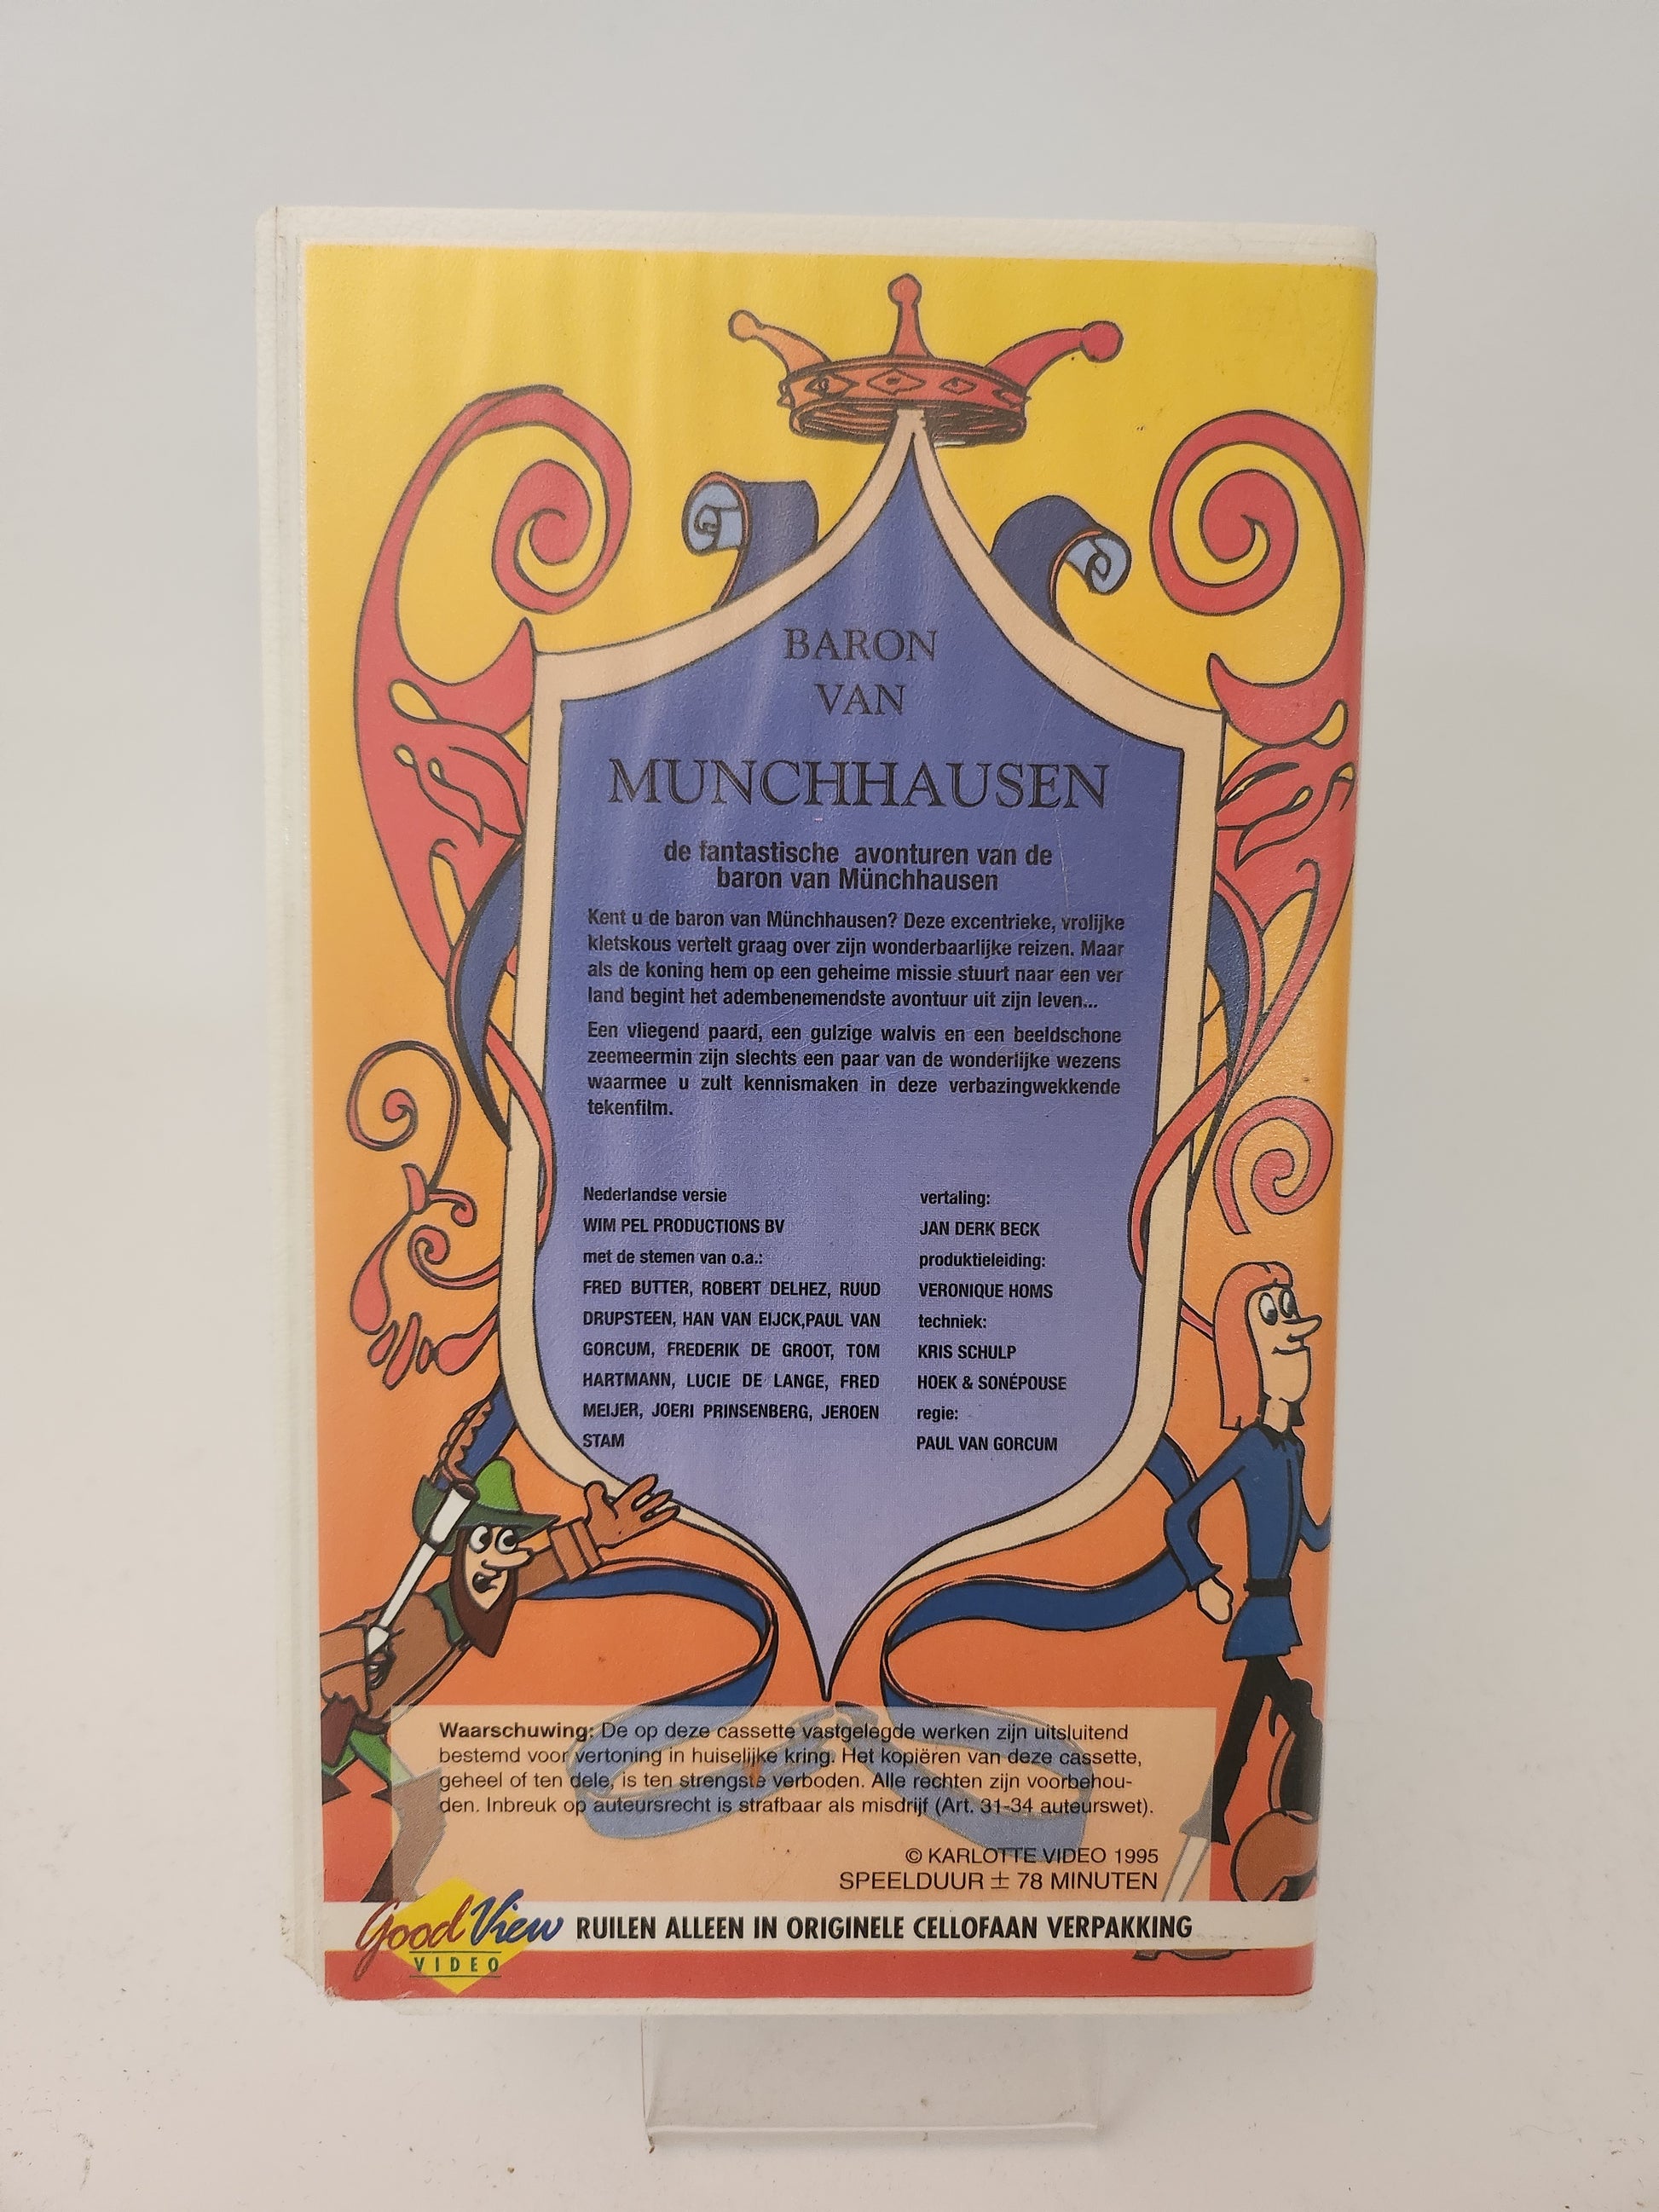 BARON
VAN
MUNCHHAUSEN
de fantastische avonturen van de
baron van Münchhausen
Kent u de baron van Münchhausen? Deze excentrieke, vrolijke
kletskous vertelt graag over zijn wonderbaarlijke reizen. Maar
als de koning hem op een geheime missie stuurt naar een ver
land begint het adembenemendste avontuur uit zijn leven...
Een vliegend paard, een gulzige walvis en een beeldschone
zeemeermin zijn slechts een paar van de wonderlijke wezens
waarmee u zult kennismaken in deze verbazingwekkende
tekenfilm.
Nederlandse versie
WIM PEL PRODUCTIONS BV
met de stemen van o.a.:
FRED BUTTER, ROBERT DELHEZ, RUUD
DRUPSTEEN, HAN VAN EIJCK,PAUL VAN
GORCUM, FREDERIK DE GROOT, TOM
HARTMANN, LUCIE DE LANGE, FRED
MEIJER, JOERI PRINSENBERG, JEROEN
STAM
vertaling:
JAN DERK BECK
produktieleiding:
VERONIQUE HOMS
techniek:
KRIS SCHULP
HOEK & SONÉPOUSE
regie:
PAUL VAN GORCUM
Waarschuwing: De op deze cassette vastgelegde werken zijn uitsluitend
bestemd voor vertoning in huiselijke kring. Het kopiëren van deze cassette,
geheel of ten dele, is ten strengste verboden. Alle rechten zijn voorbehou-
den. Inbreuk op auteursrecht is strafbaar als misdrijf (Art. 31-34 auteurswet).
© KARLOTTE VIDEO 1995
SPEELDUUR ± 78 MINUTEN
Good View
VIDEO
RUILEN ALLEEN IN ORIGINELE CELLOFAAN VERPAKKING